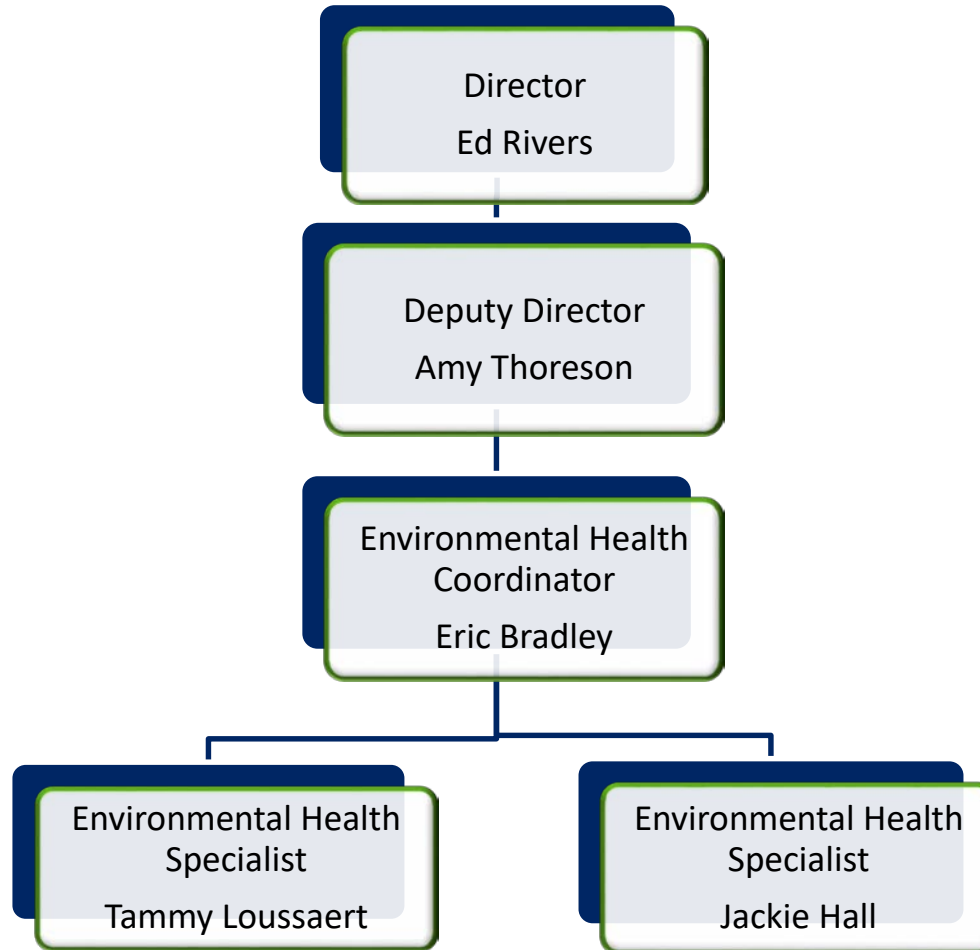 Director
Ed Rivers
Deputy Director
Amy Thoreson
Environmental Health
Coordinator
Eric Bradley
Environmental Health
Specialist
Tammy Loussaert
Environmental Health
Specialist
Jackie Hall